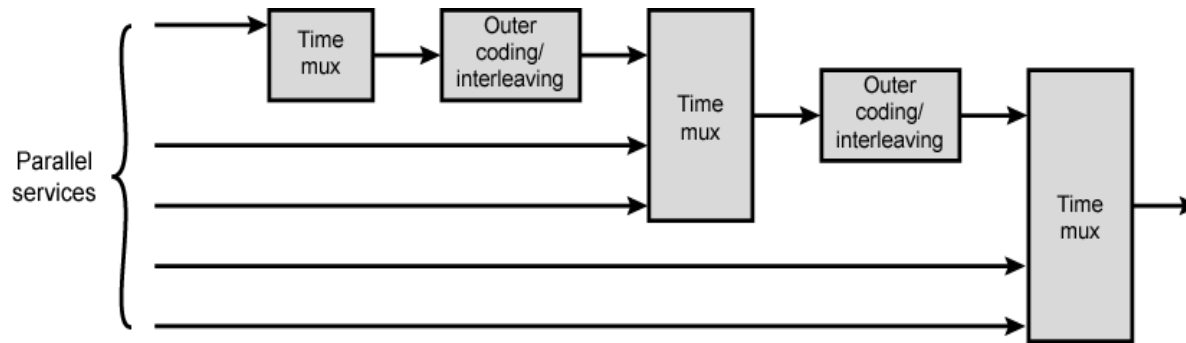 Time
mux
Outer
coding/
interleaving
Time
mux
Outer
coding/
interleaving
Parallel
services
Time
mux